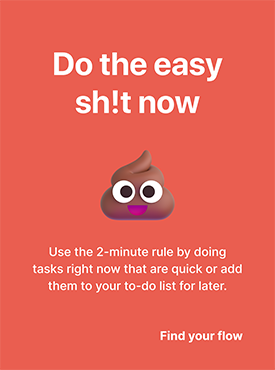 Do the easy
sh!t now
Use the 2-minute rule by doing
tasks right now that are quick or add
them to your to-do list for later.
Find your flow